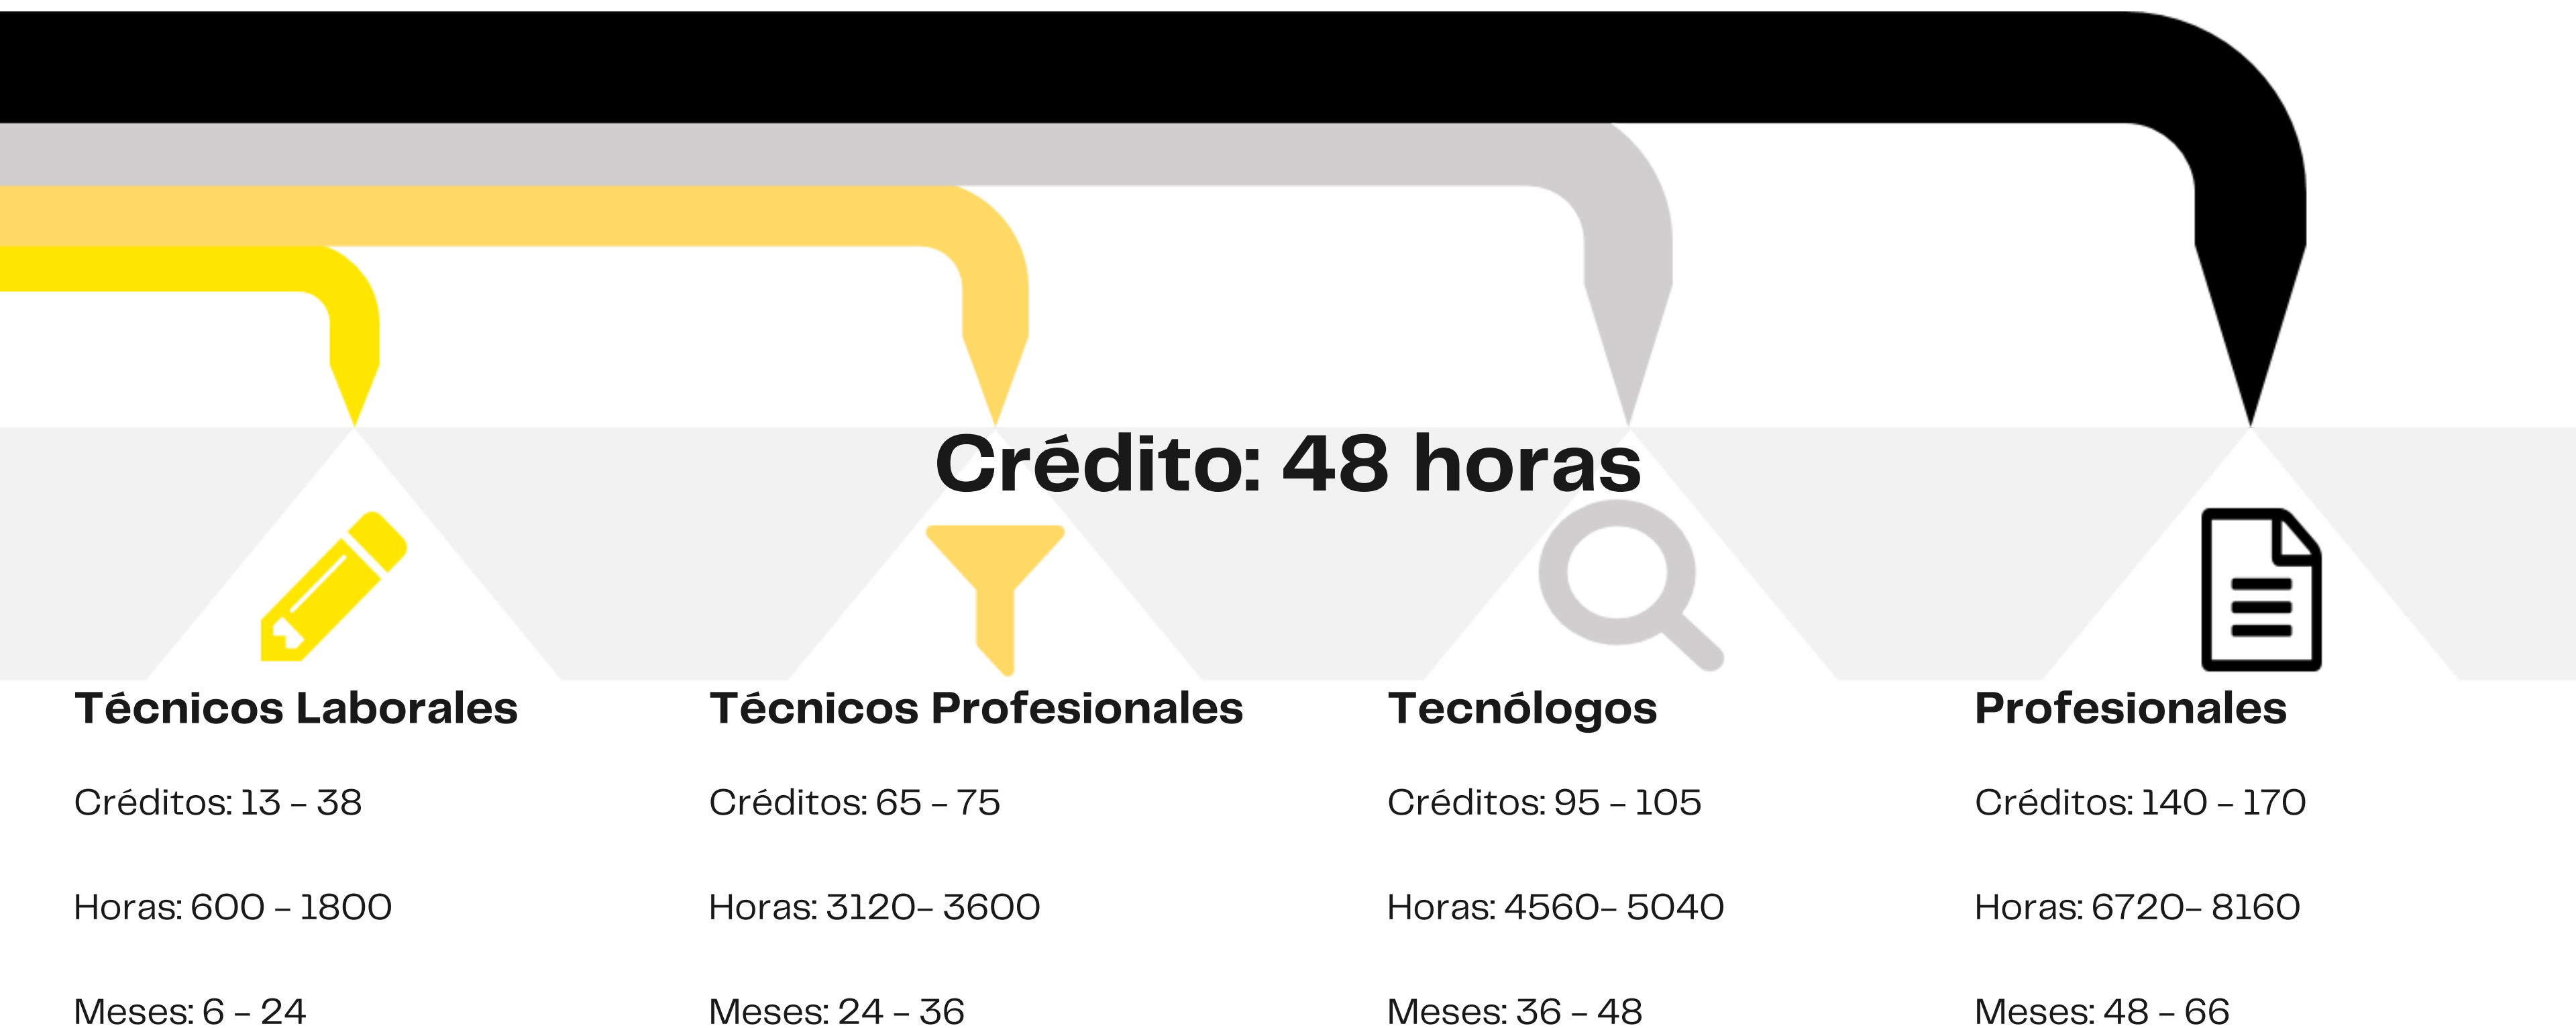 Crédito: 48 horas
Técnicos Laborales
Créditos: 13 – 38
Horas: 600 – 1800
Meses: 6 – 24
Técnicos Profesionales
Créditos: 65 – 75
Horas: 3120– 3600
Meses: 24 – 36
Tecnólogos
Créditos: 95 – 105
Horas: 4560– 5040
Meses: 36 – 48
Profesionales
Créditos: 140 – 170
Horas: 6720– 8160
Meses: 48 – 66